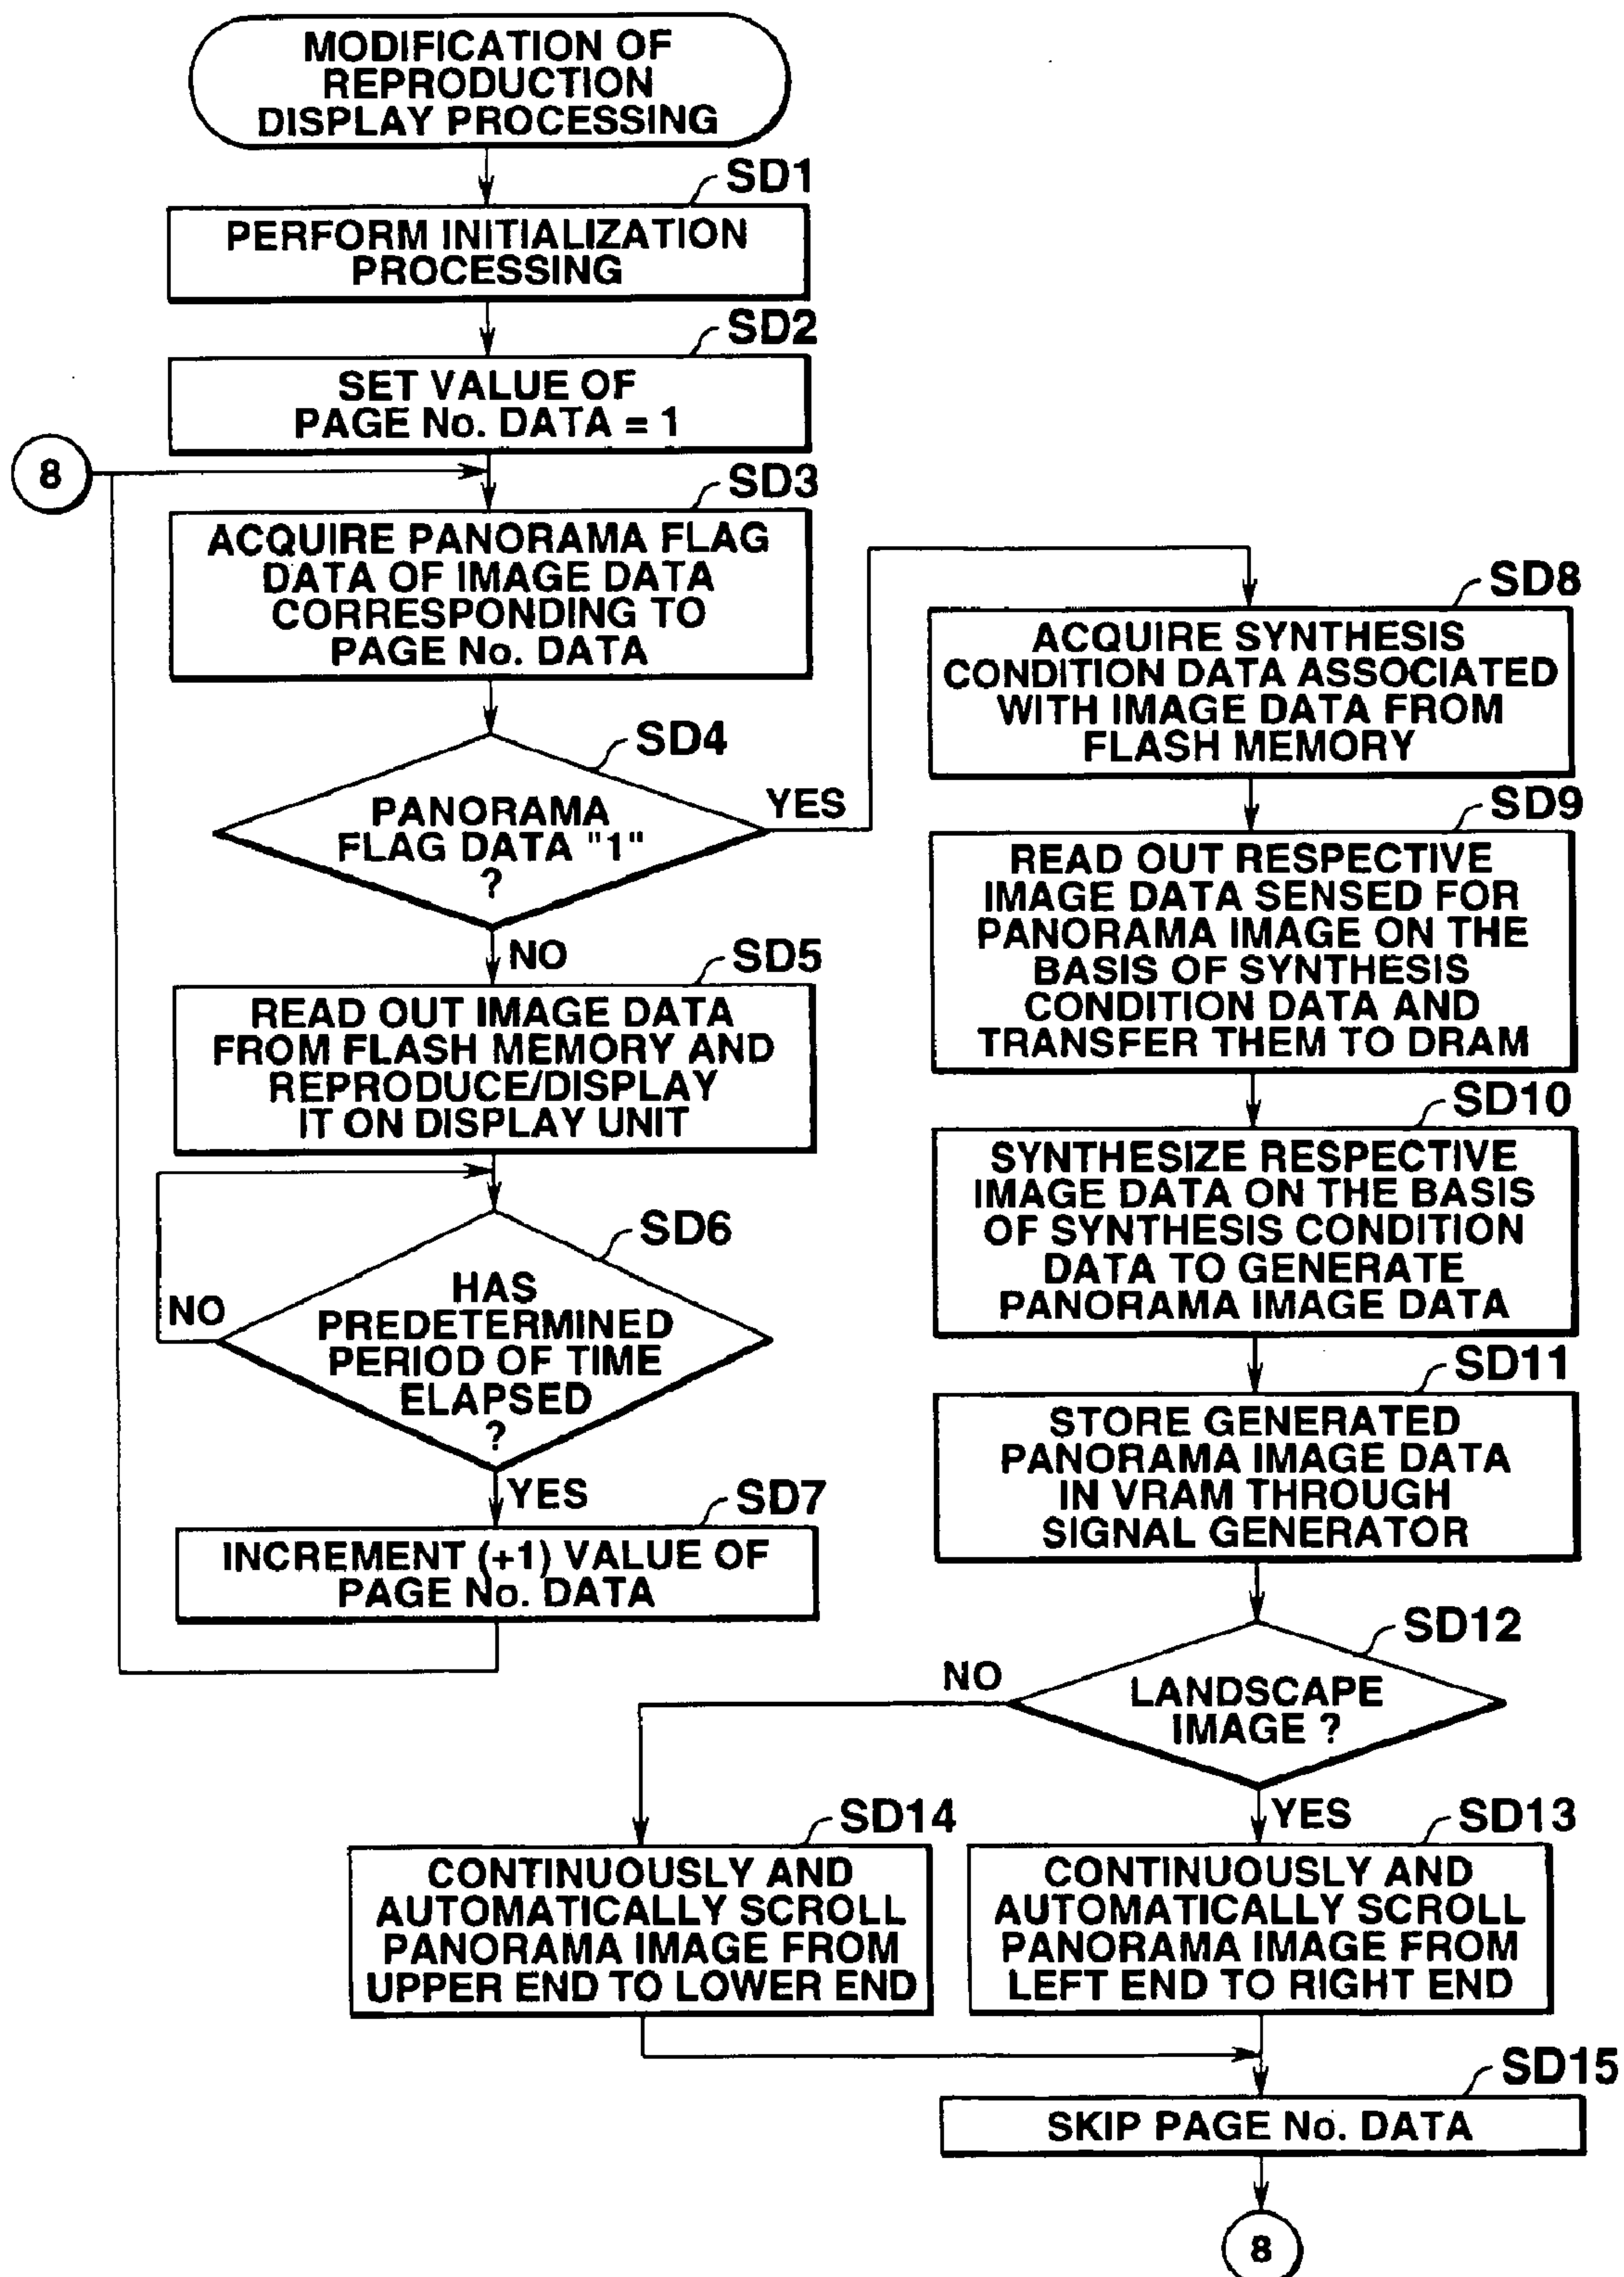 MODIFICATION OF
REPRODUCTION
DISPLAY PROCESSING
SD1
PERFORM INITIALIZATION
PROCESSING
SD2
SET VALUE OF
PAGE No. DATA = 1
8
SD3
ACQUIRE PANORAMA FLAG
DATA OF IMAGE DATA
CORRESPONDING TO
PAGE No. DATA
SD4
PANORAMA
FLAG DATA "1"
?
YES
NO
SD5
READ OUT IMAGE DATA
FROM FLASH MEMORY AND
REPRODUCE/DISPLAY
IT ON DISPLAY UNIT
SD6
HAS
PREDETERMINED
PERIOD OF TIME
ELAPSED
?
NO
YES
SD7
INCREMENT (+1) VALUE OF
PAGE No. DATA
SD8
ACQUIRE SYNTHESIS
CONDITION DATA ASSOCIATED
WITH IMAGE DATA FROM
FLASH MEMORY
SD9
READ OUT RESPECTIVE
IMAGE DATA SENSED FOR
PANORAMA IMAGE ON THE
BASIS OF SYNTHESIS
CONDITION DATA AND
TRANSFER THEM TO DRAM
SD10
SYNTHESIZE RESPECTIVE
IMAGE DATA ON THE BASIS
OF SYNTHESIS CONDITION
DATA TO GENERATE
PANORAMA IMAGE DATA
SD11
STORE GENERATED
PANORAMA IMAGE DATA
IN VRAM THROUGH
SIGNAL GENERATOR
SD12
LANDSCAPE
IMAGE ?
NO
YES
SD14
CONTINUOUSLY AND
AUTOMATICALLY SCROLL
PANORAMA IMAGE FROM
UPPER END TO LOWER END
SD13
CONTINUOUSLY AND
AUTOMATICALLY SCROLL
PANORAMA IMAGE FROM
LEFT END TO RIGHT END
SD15
SKIP PAGE No. DATA
8